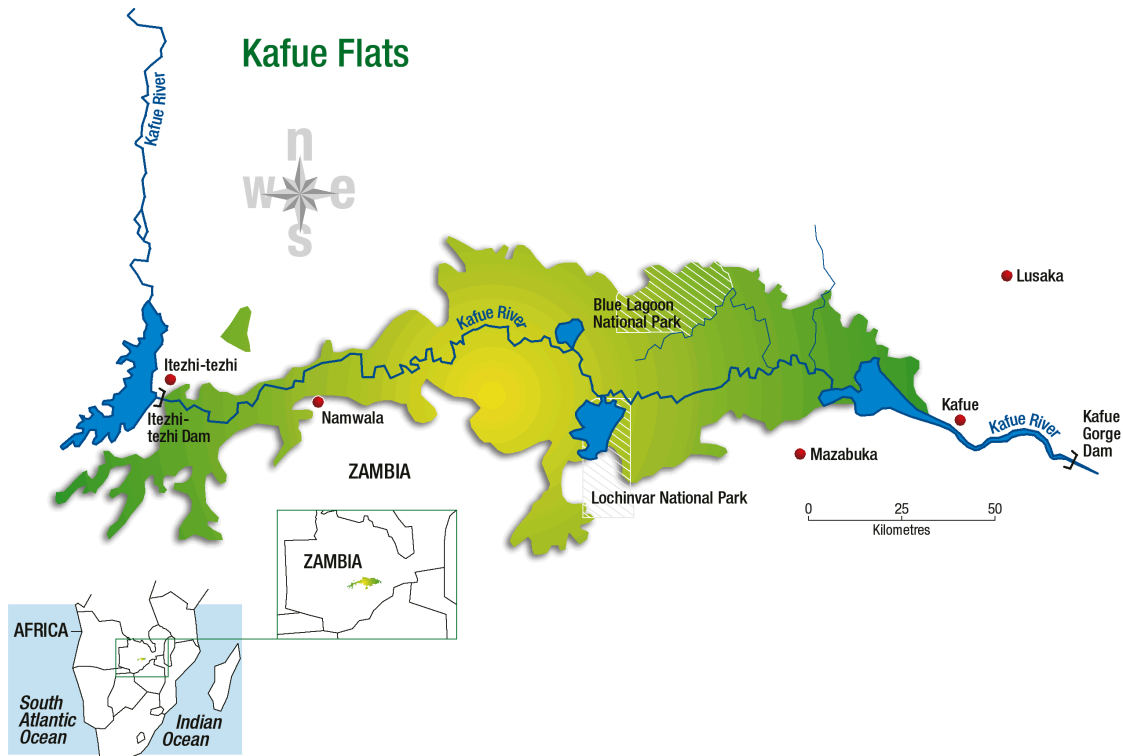 Kafue Flats
Kafue River
n
w e
s
Lusaka
Blue Lagoon
National Park
Kafue River
Itezhi-tezhi
Itezhi-
tezhi Dam
Namwala
Kafue
Kafue River
Kafue
Gorge
Dam
Mazabuka
ZAMBIA
Lochinvar National Park
0 25 50
Kilometres
ZAMBIA
AFRICA
South
Atlantic
Ocean
Indian
Ocean